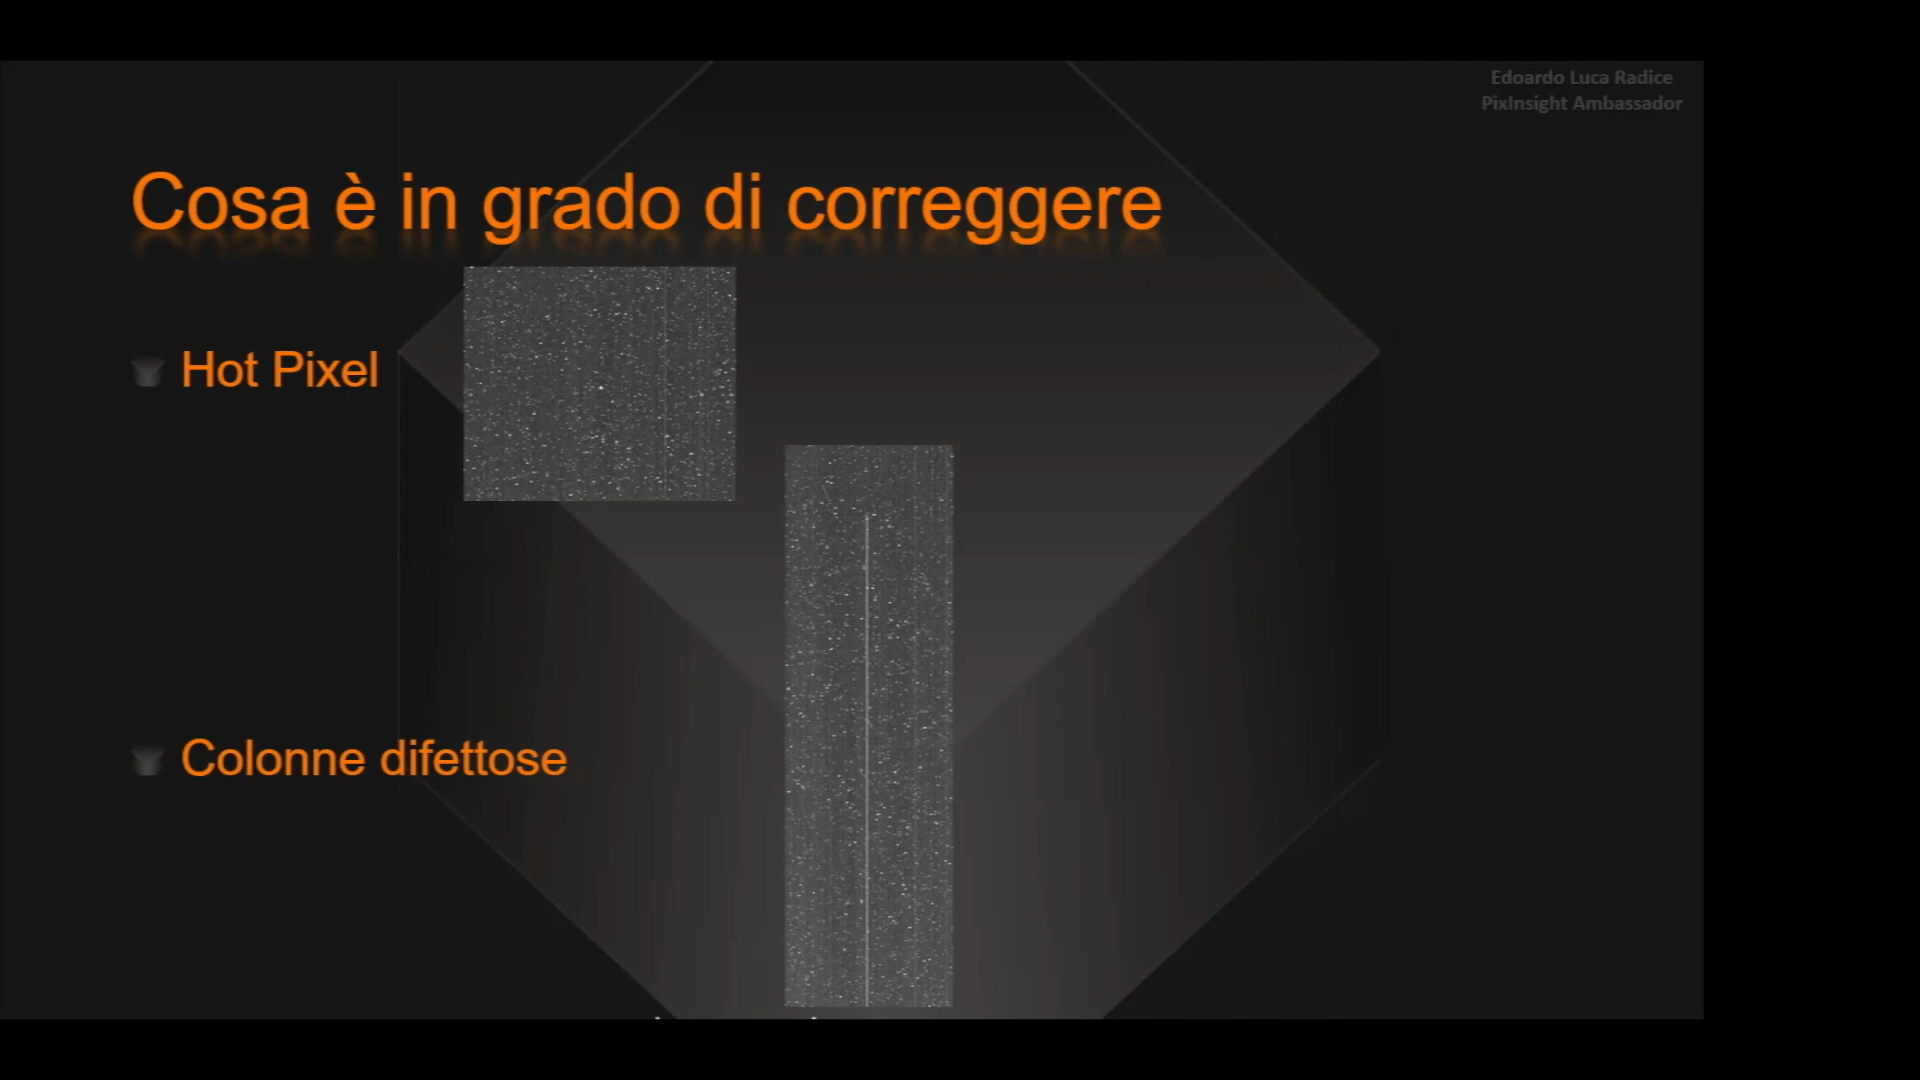 Edoardo Luca Radice
PixInsight Ambassador
Cosa è in grado di correggere
Hot Pixel
Colonne difettose